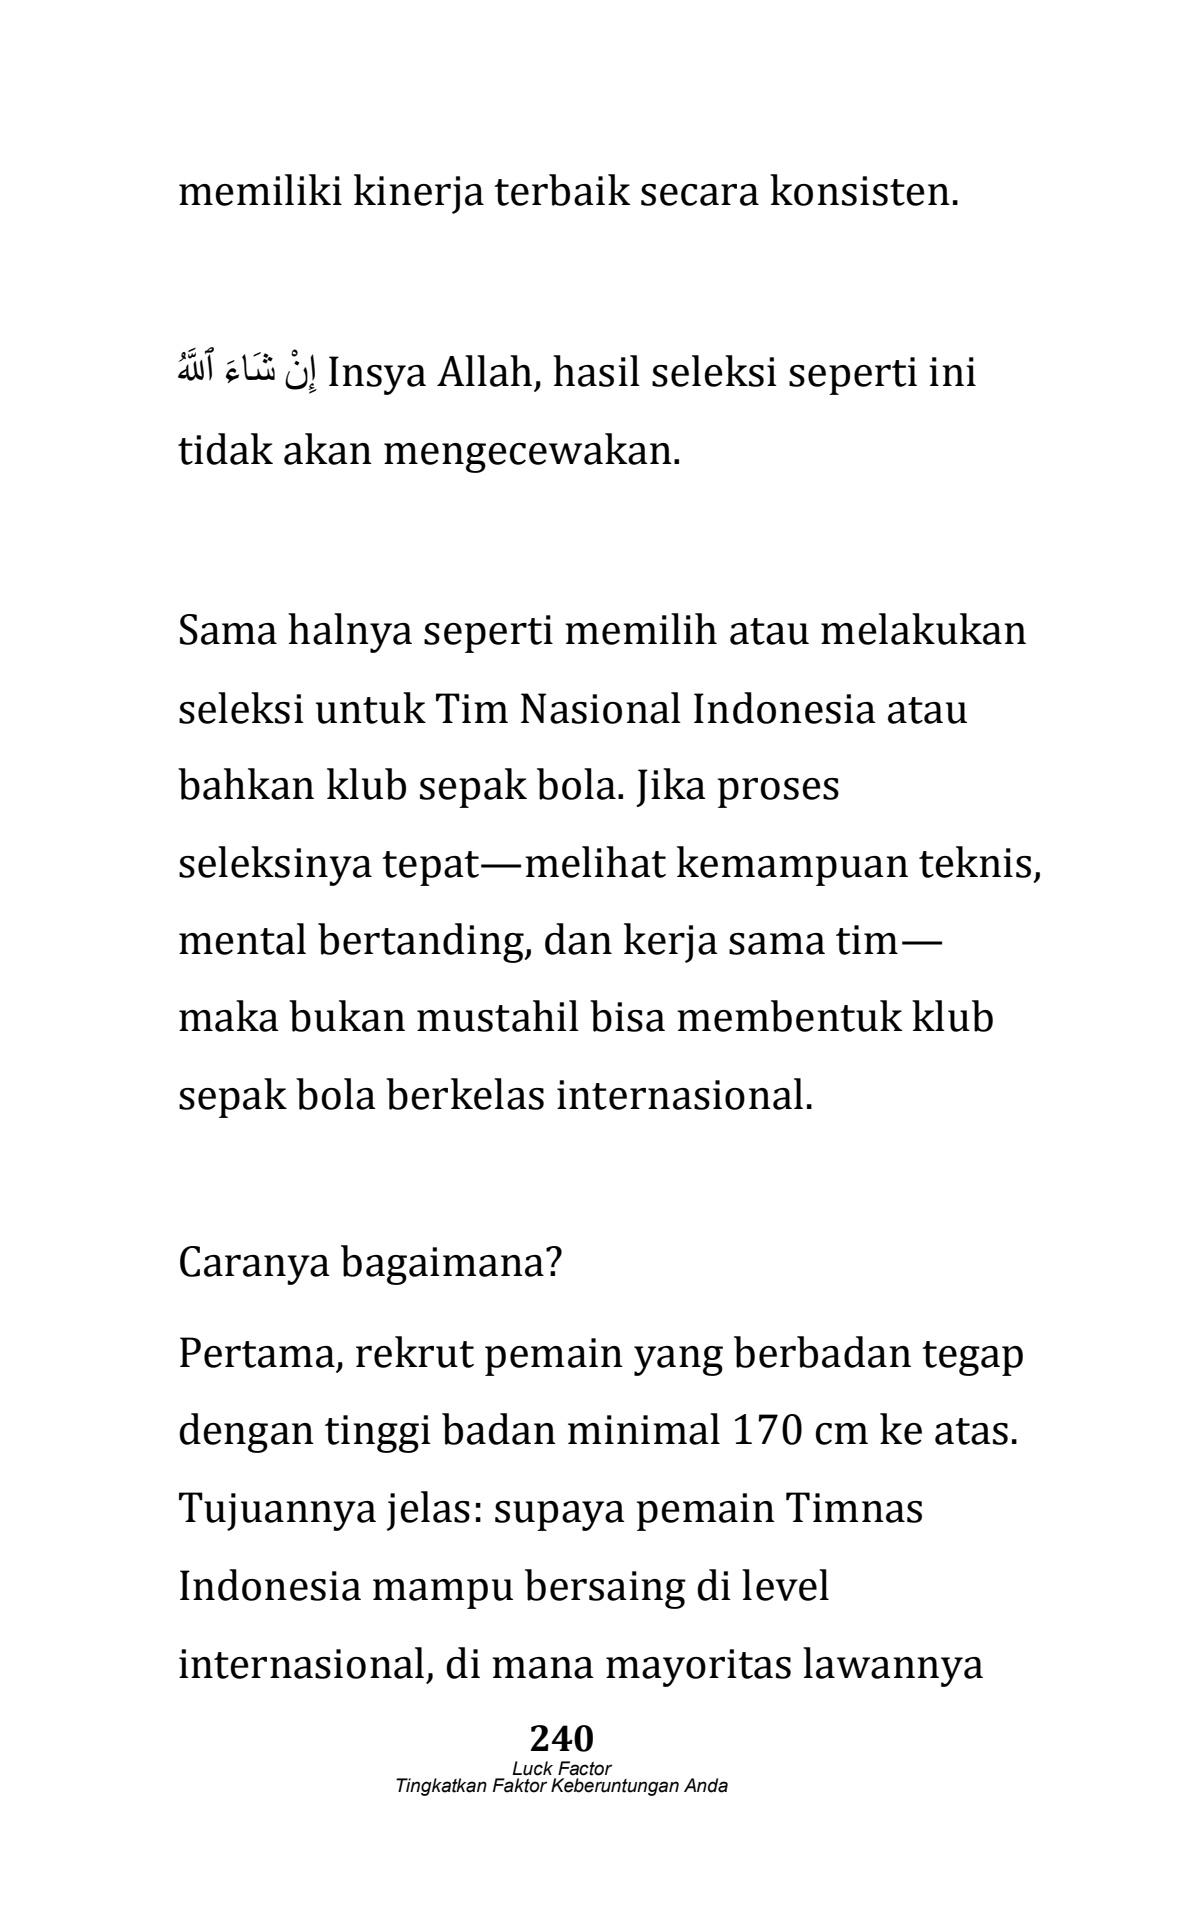 memiliki kinerja terbaik secara konsisten.
إِنْ شَاءَ ٱللَّهُ Insya Allah, hasil seleksi seperti ini
tidak akan mengecewakan.
Sama halnya seperti memilih atau melakukan
seleksi untuk Tim Nasional Indonesia atau
bahkan klub sepak bola. Jika proses
seleksinya tepat—melihat kemampuan teknis,
mental bertanding, dan kerja sama tim—
maka bukan mustahil bisa membentuk klub
sepak bola berkelas internasional.
Caranya bagaimana?
Pertama, rekrut pemain yang berbadan tegap
dengan tinggi badan minimal 170 cm ke atas.
Tujuannya jelas: supaya pemain Timnas
Indonesia mampu bersaing di level
internasional, di mana mayoritas lawannya
240
Luck Factor
Tingkatkan Faktor Keberuntungan Anda